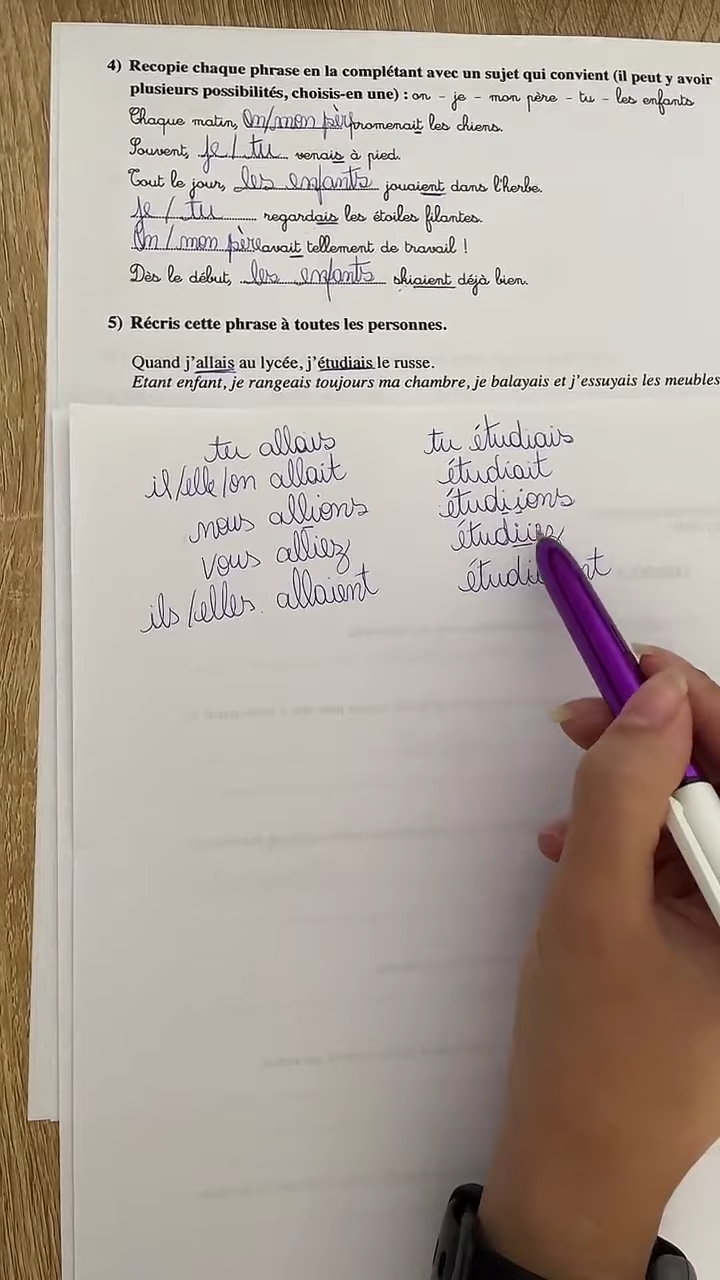 4) Recopie chaque phrase en la complétant avec un sujet qui convient (il peut y avoir
plusieurs possibilités, choisis-en une) : on - je - mon père - tu - les enfants
Chaque matin, On/mon père promenait les chiens.
Souvent, je / tu venais à pied.
Tout le jour, les enfants jouaient dans l'herbe.
je / tu regardais les étoiles filantes.
On / mon père avait tellement de travail !
Dès le début, les enfants skiaient déjà bien.
5) Récris cette phrase à toutes les personnes.
Quand j'allais au lycée, j'étudiais le russe.
Etant enfant, je rangeais toujours ma chambre, je balayais et j'essuyais les meubles
tu allais tu étudiais
il/elle/on allait étudiait
nous allions étudiions
vous alliez étudiiez
ils/elles allaient